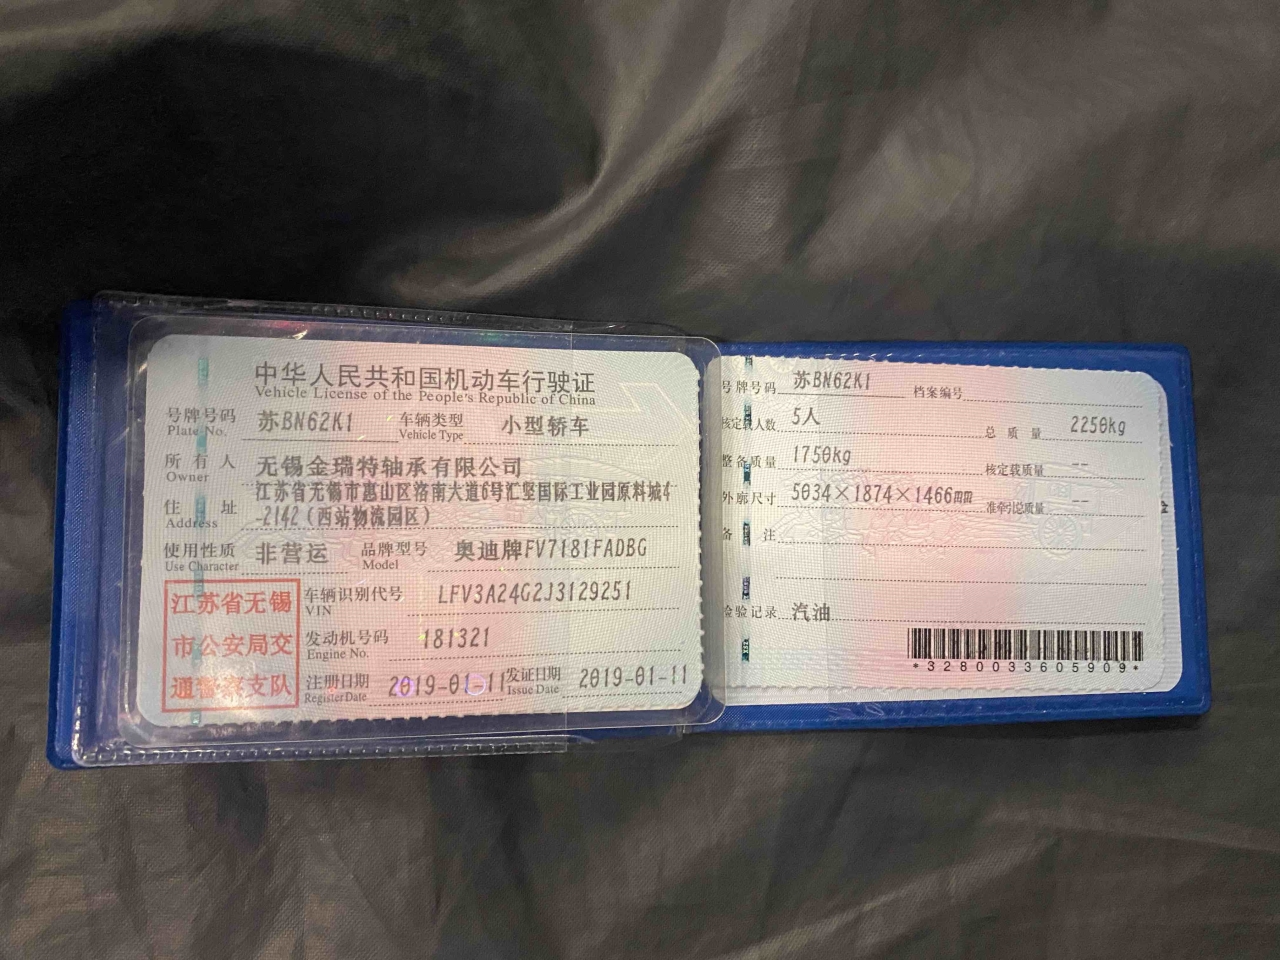 中华人民共和国机动车行驶证
Vehicle License of the People's Republic of China
号牌号码 苏BN62K1 车辆类型 小型轿车
Plate No. Vehicle Type
所有人 无锡金瑞特轴承有限公司
Owner
住址 江苏省无锡市惠山区洛南大道6号汇坚国际工业园原料城4
Address -2142(西站物流园区)
使用性质 非营运 品牌型号 奥迪牌FV7181FADBG
Use Character Model
江苏省无锡
市公安局交
通警察支队
车辆识别代号 LFV3A24G2J3129251
VIN
发动机号码 181321
Engine No.
注册日期 2019-01-11 发证日期 2019-01-11
Register Date Issue Date
号牌号码 苏BN62K1 档案编号
核定载人数 5人 总质量 2250kg
整备质量 1750kg 核定载质量 --
外廓尺寸 5034×1874×1466mm 准牵引总质量 --
备注
检验记录 汽油
*3280033605909*